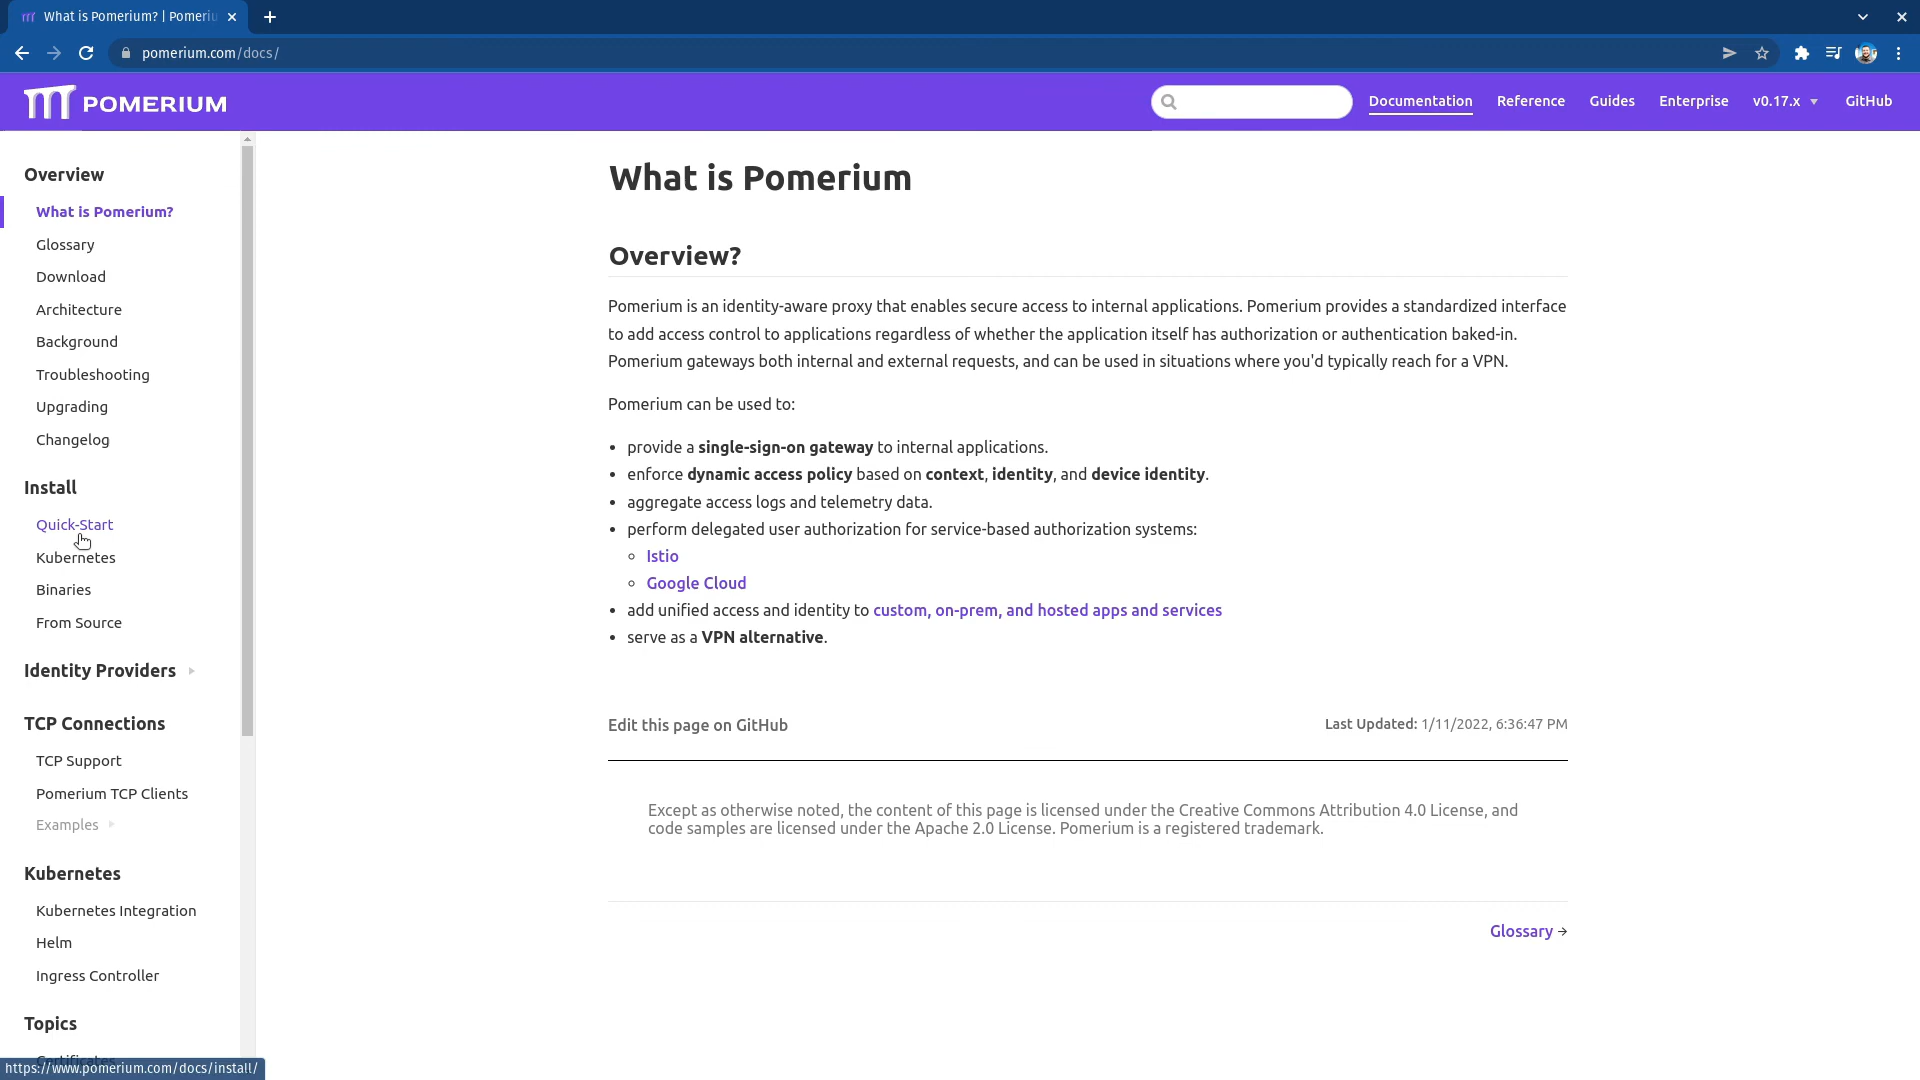 What is Pomerium? | Pomeriu
pomerium.com/docs/
POMERIUM
Documentation
Reference
Guides
Enterprise
v0.17.x
GitHub
Overview
What is Pomerium?
Glossary
Download
Architecture
Background
Troubleshooting
Upgrading
Changelog
Install
Quick-Start
Kubernetes
Binaries
From Source
Identity Providers
TCP Connections
TCP Support
Pomerium TCP Clients
Examples
Kubernetes
Kubernetes Integration
Helm
Ingress Controller
Topics
Certificates
https://www.pomerium.com/docs/install/
What is Pomerium
Overview?
Pomerium is an identity-aware proxy that enables secure access to internal applications. Pomerium provides a standardized interface
to add access control to applications regardless of whether the application itself has authorization or authentication baked-in.
Pomerium gateways both internal and external requests, and can be used in situations where you'd typically reach for a VPN.
Pomerium can be used to:
• provide a single-sign-on gateway to internal applications.
• enforce dynamic access policy based on context, identity, and device identity.
• aggregate access logs and telemetry data.
• perform delegated user authorization for service-based authorization systems:
◦ Istio
◦ Google Cloud
• add unified access and identity to custom, on-prem, and hosted apps and services
• serve as a VPN alternative.
Edit this page on GitHub
Last Updated: 1/11/2022, 6:36:47 PM
Except as otherwise noted, the content of this page is licensed under the Creative Commons Attribution 4.0 License, and
code samples are licensed under the Apache 2.0 License. Pomerium is a registered trademark.
Glossary →